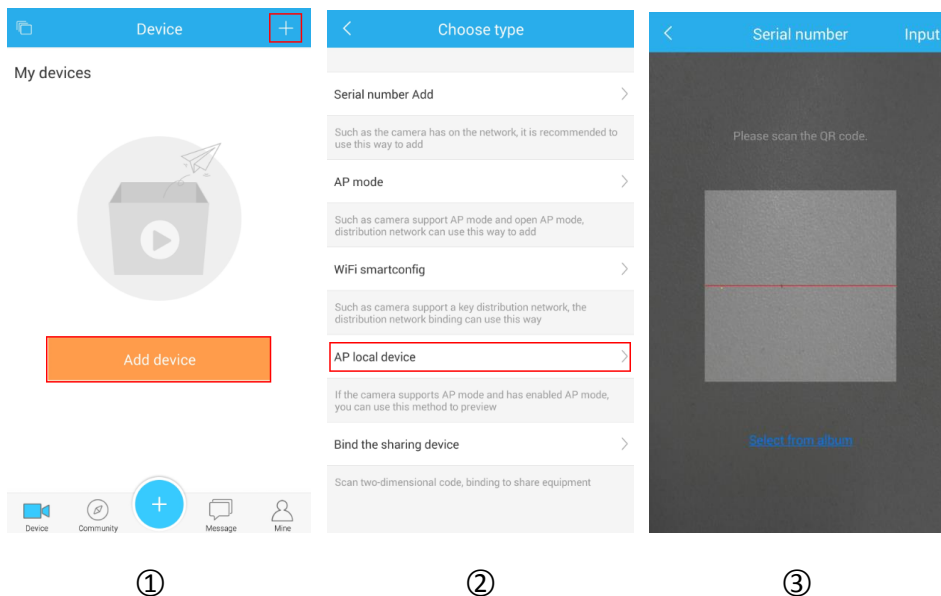 Device
My devices
Add device
Device
Community
Message
Mine
①
Choose type
Serial number Add
Such as the camera has on the network, it is recommended to
use this way to add
AP mode
Such as camera support AP mode and open AP mode,
distribution network can use this way to add
WiFi smartconfig
Such as camera support a key distribution network, the
distribution network binding can use this way
AP local device
If the camera supports AP mode and has enabled AP mode,
you can use this method to preview
Bind the sharing device
Scan two-dimensional code, binding to share equipment
②
Serial number Input
Please scan the QR code.
Select from album
③